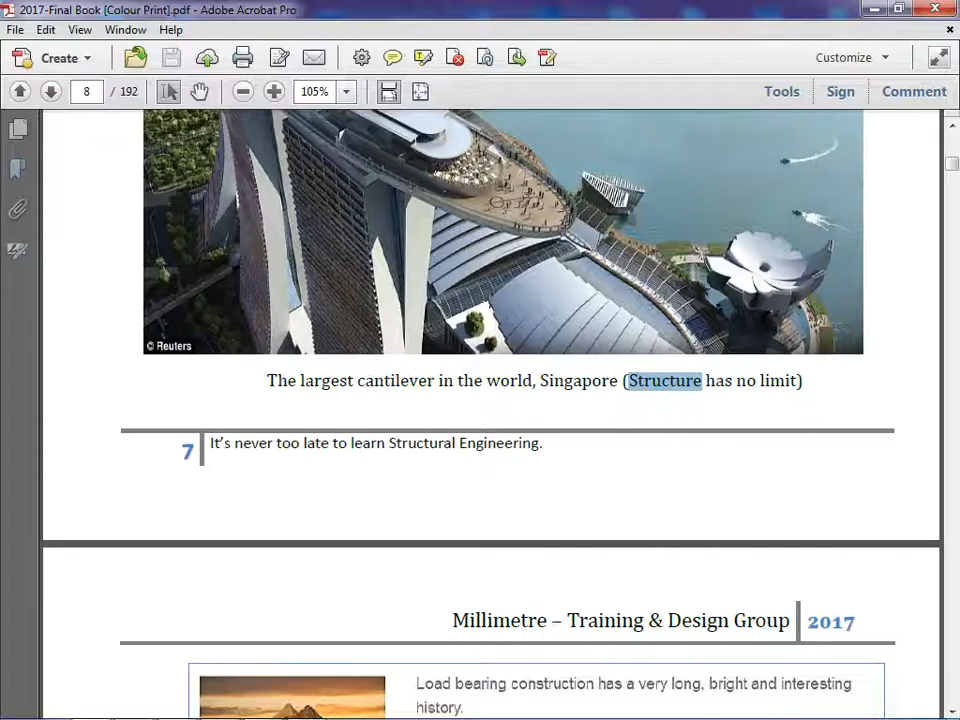 2017-Final Book [Colour Print].pdf - Adobe Acrobat Pro
File Edit View Window Help
Create Customize
8 / 192 105% Tools Sign Comment
© Reuters
The largest cantilever in the world, Singapore (Structure has no limit)
7 It's never too late to learn Structural Engineering.
Millimetre – Training & Design Group 2017
Load bearing construction has a very long, bright and interesting
history.